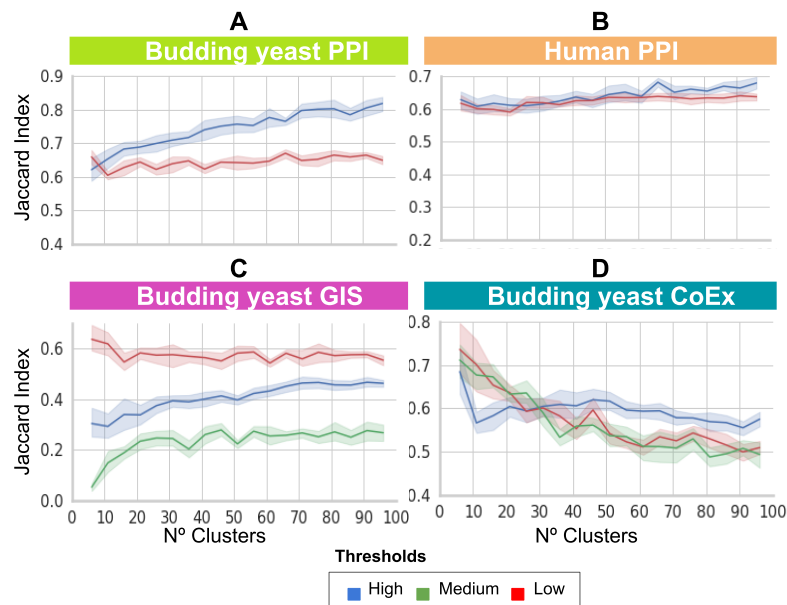 A
B
Budding yeast PPI
Human PPI
Jaccard Index
0.9
0.8
0.7
0.6
0.5
0.4
0.7
0.6
0.5
0.4
0.3
0.2
C
D
Budding yeast GIS
Budding yeast CoEx
Jaccard Index
0.6
0.4
0.2
0.0
0.8
0.7
0.6
0.5
0.4
0 10 20 30 40 50 60 70 80 90 100
0 10 20 30 40 50 60 70 80 90 100
Nº Clusters
Nº Clusters
Thresholds
High Medium Low